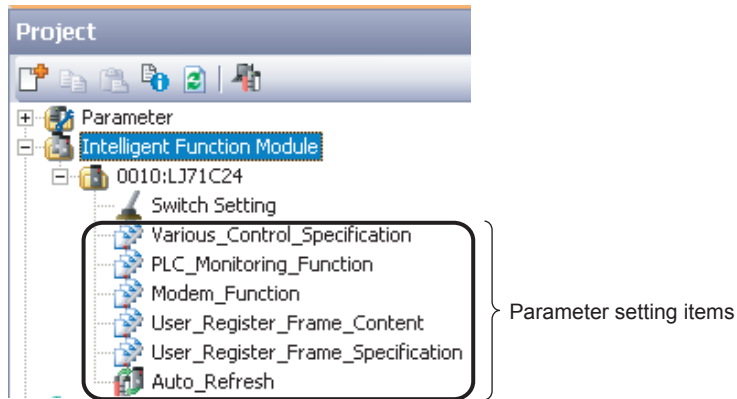 Project
Parameter
Intelligent Function Module
0010:LJ71C24
Switch Setting
Various_Control_Specification
PLC_Monitoring_Function
Modem_Function
User_Register_Frame_Content
User_Register_Frame_Specification
Auto_Refresh
Parameter setting items